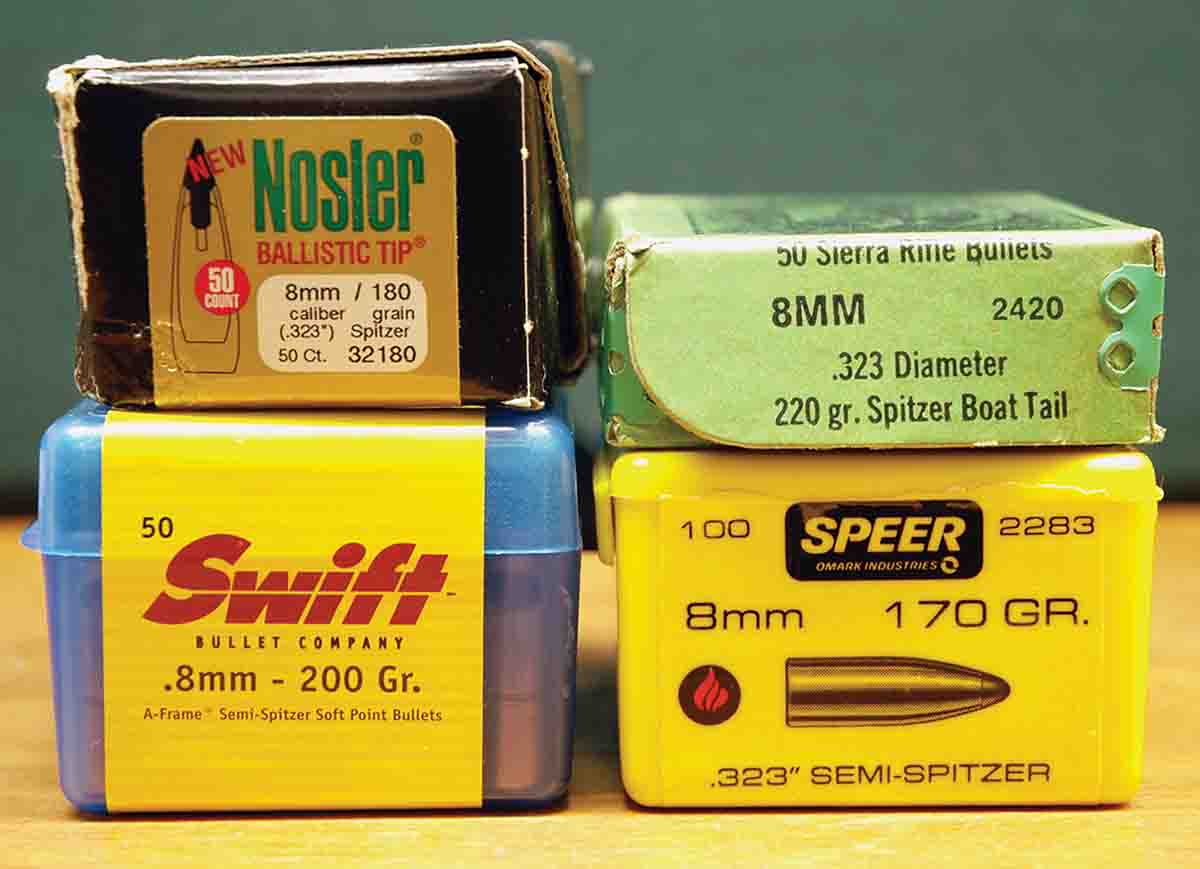 NEW
Nosler®
BALLISTIC TIP®
50
COUNT
8mm / 180
caliber grain
(.323") Spitzer
50 Ct. 32180
50 Sierra Rifle Bullets
8MM 2420
.323 Diameter
220 gr. Spitzer Boat Tail
50
Swift™
BULLET COMPANY
.8mm - 200 Gr.
A-Frame® Semi-Spitzer Soft Point Bullets
100 SPEER 2283
OMARK INDUSTRIES
8mm 170 GR.
.323" SEMI-SPITZER